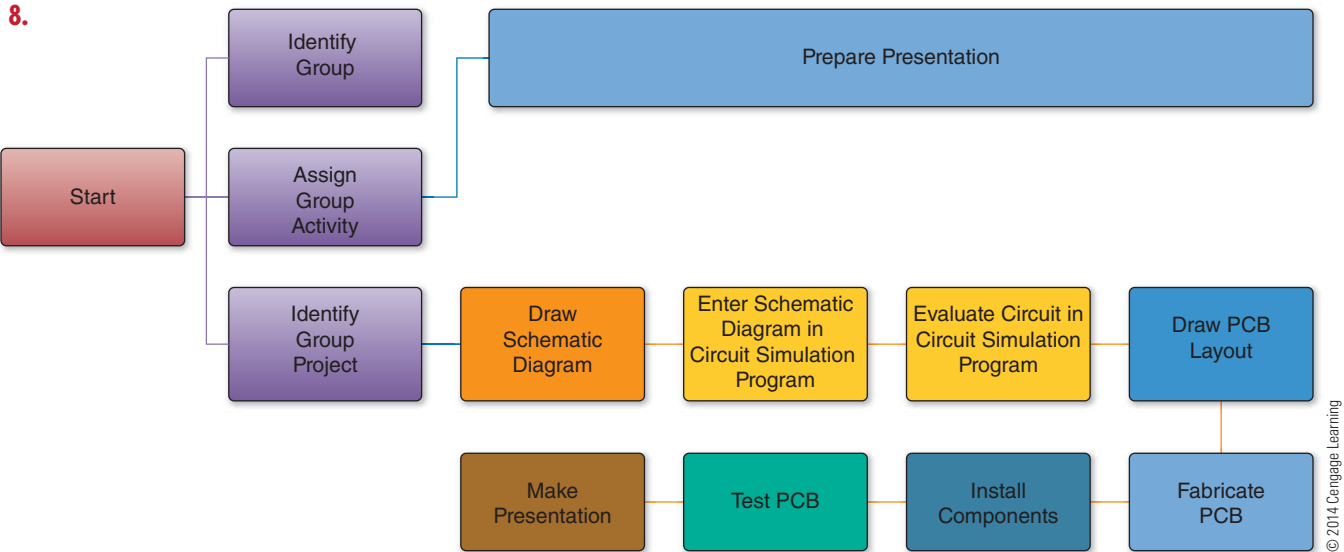 8.
Identify
Group
Prepare Presentation
Start
Assign
Group
Activity
Identify
Group
Project
Draw
Schematic
Diagram
Enter Schematic
Diagram in
Circuit Simulation
Program
Evaluate Circuit in
Circuit Simulation
Program
Draw PCB
Layout
Make
Presentation
Test PCB
Install
Components
Fabricate
PCB
© 2014 Cengage Learning